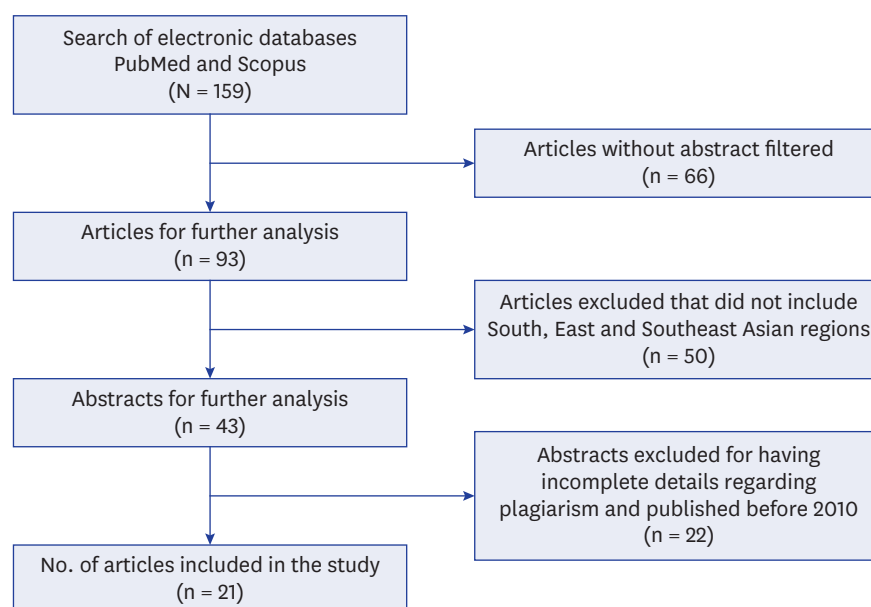 Search of electronic databases
PubMed and Scopus
(N = 159)
Articles without abstract filtered
(n = 66)
Articles for further analysis
(n = 93)
Articles excluded that did not include
South, East and Southeast Asian regions
(n = 50)
Abstracts for further analysis
(n = 43)
Abstracts excluded for having
incomplete details regarding
plagiarism and published before 2010
(n = 22)
No. of articles included in the study
(n = 21)